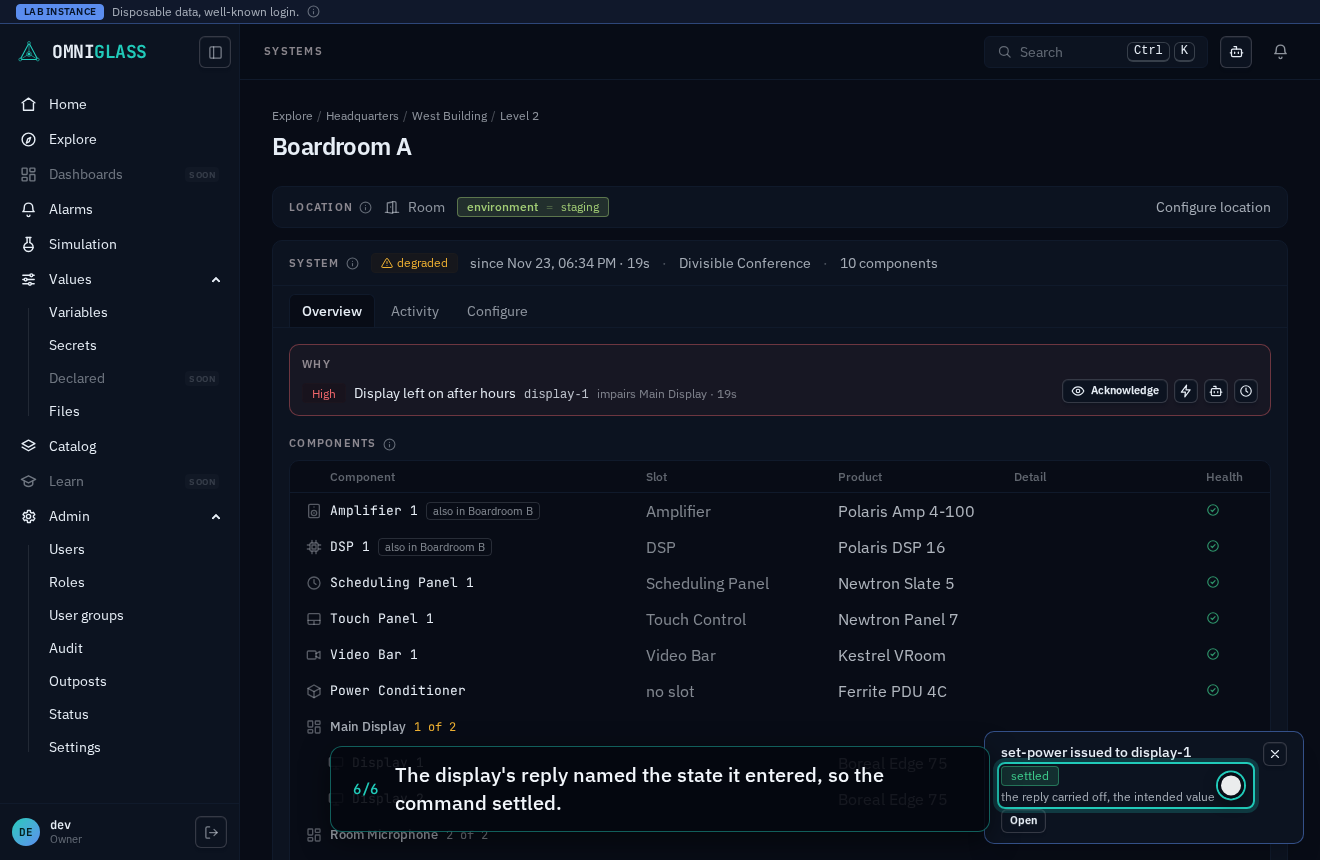 LAB INSTANCE Disposable data, well-known login.
OMNIGLASS
SYSTEMS
Search Ctrl K
Home
Explore
Dashboards SOON
Alarms
Simulation
Values
Variables
Secrets
Declared SOON
Files
Catalog
Learn SOON
Admin
Users
Roles
User groups
Audit
Outposts
Status
Settings
DE dev
Owner
Explore / Headquarters / West Building / Level 2
Boardroom A
LOCATION Room environment = staging Configure location
SYSTEM degraded since Nov 23, 06:34 PM · 19s · Divisible Conference · 10 components
Overview Activity Configure
WHY
High Display left on after hours display-1 impairs Main Display · 19s Acknowledge
COMPONENTS
Component Slot Product Detail Health
Amplifier 1 also in Boardroom B Amplifier Polaris Amp 4-100
DSP 1 also in Boardroom B DSP Polaris DSP 16
Scheduling Panel 1 Scheduling Panel Newtron Slate 5
Touch Panel 1 Touch Control Newtron Panel 7
Video Bar 1 Video Bar Kestrel VRoom
Power Conditioner no slot Ferrite PDU 4C
Main Display 1 of 2
Display 1 Boreal Edge 75
Display 2 Boreal Edge 75
Room Microphone 2 of 2
6/6 The display's reply named the state it entered, so the
command settled.
set-power issued to display-1
settled
the reply carried off, the intended value
Open